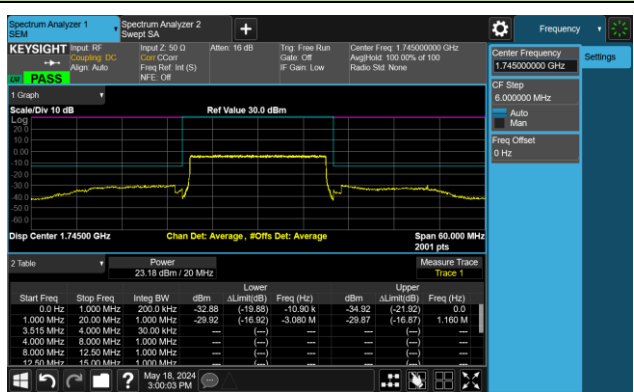 Spectrum Analyzer 1
SEM
Spectrum Analyzer 2
Swept SA
Frequency
KEYSIGHT
Input: RF
Coupling: DC
Align: Auto
Input Z: 50 Ω
Corr CCorr
Freq Ref: Int (S)
NFE: Off
Atten: 16 dB
Trig: Free Run
Gate: Off
IF Gain: Low
Center Freq: 1.745000000 GHz
Avg|Hold: 100.00% of 100
Radio Std: None
PASS
Center Frequency
1.745000000 GHz
Settings
CF Step
6.000000 MHz
Auto
Man
Freq Offset
0 Hz
1 Graph
Scale/Div 10 dB
Ref Value 30.0 dBm
Log
20.0
10.0
0.00
-10.0
-20.0
-30.0
-40.0
-50.0
-60.0
Disp Center 1.74500 GHz
Chan Det: Average, #Offs Det: Average
Span 60.000 MHz
2001 pts
2 Table
Power
23.18 dBm / 20 MHz
Measure Trace
Trace 1
Lower Upper
Start Freq Stop Freq Integ BW dBm ΔLimit(dB) Freq (Hz) dBm ΔLimit(dB) Freq (Hz)
0.0 Hz 1.000 MHz 200.0 kHz -32.88 (-19.88) -10.90 k -34.92 (-21.92) 0.0
1.000 MHz 20.00 MHz 1.000 MHz -29.92 (-16.92) -3.080 M -29.87 (-16.87) 1.160 M
3.515 MHz 4.000 MHz 30.00 kHz --- (---) --- --- (---) ---
4.000 MHz 8.000 MHz 1.000 MHz --- (---) --- --- (---) ---
8.000 MHz 12.50 MHz 1.000 MHz --- (---) --- --- (---) ---
12.50 MHz 15.00 MHz 1.000 MHz --- (---) --- --- (---) ---
May 18, 2024
3:00:03 PM